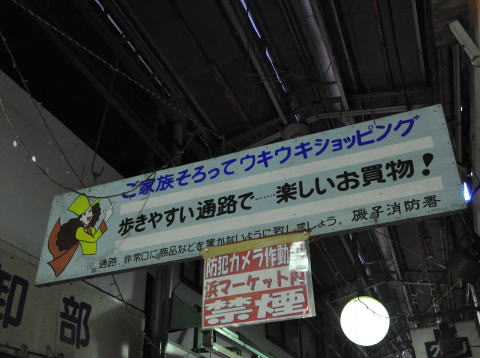 ご家族そろってウキウキショッピング
歩きやすい通路で……楽しいお買物！
※通路、非常口に商品などを置かないように致しましょう。磯子消防署
防犯カメラ作動
浜マーケット内
禁煙
卸部